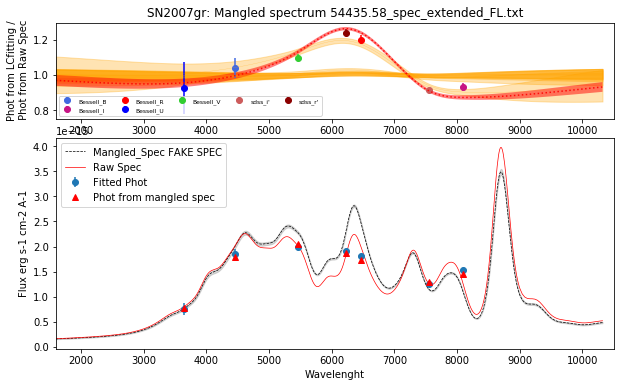 SN2007gr: Mangled spectrum 54435.58_spec_extended_FL.txt
Phot from LCfitting /
Phot from Raw Spec
1.2
1.0
0.8
Bessell_B
Bessell_R
Bessell_V
sdss_i'
sdss_r'
Bessell_I
Bessell_U
2000 3000 4000 5000 6000 7000 8000 9000 10000
Flux erg s-1 cm-2 A-1
4.0
3.5
3.0
2.5
2.0
1.5
1.0
0.5
0.0
Mangled_Spec FAKE SPEC
Raw Spec
Fitted Phot
Phot from mangled spec
2000 3000 4000 5000 6000 7000 8000 9000 10000
Wavelenght